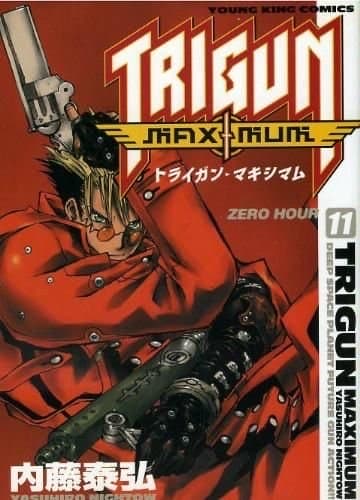 YOUNG KING COMICS
TRIGUN
MAXIMUM
トライガン・マキシマム
ZERO HOUR
11
TRIGUN MAXIMUM
YASUHIRO NIGHTOW
DEEP SPACE PLANET FUTURE GUN ACTION!!
内藤泰弘
YASUHIRO NIGHTOW